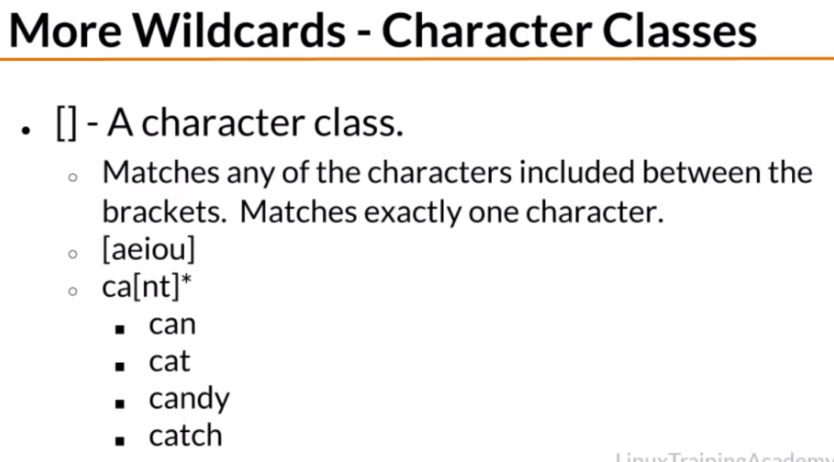 More Wildcards - Character Classes
• [] - A character class.
○ Matches any of the characters included between the
brackets. Matches exactly one character.
○ [aeiou]
○ ca[nt]*
■ can
■ cat
■ candy
■ catch
LinuxTrainingAcademy